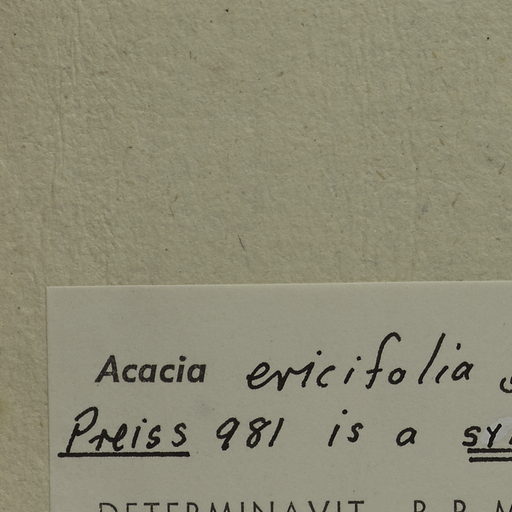 Acacia ericifolia
Preiss 981 is a
DETERMINAVIT